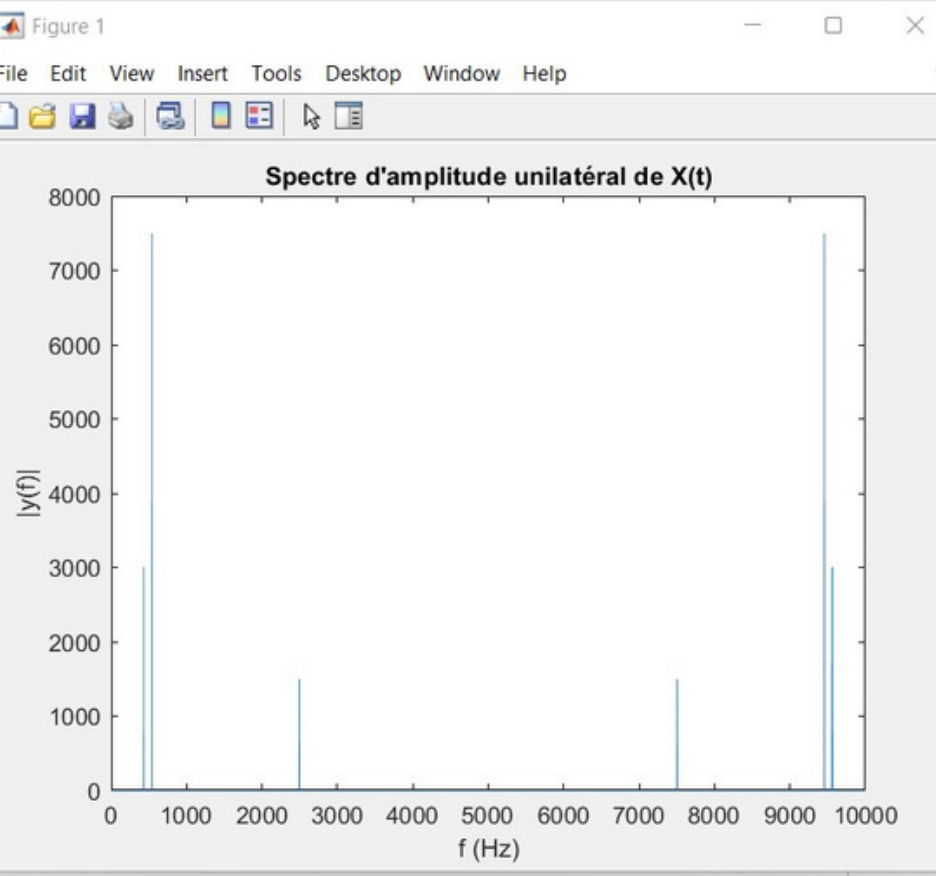 Figure 1
File Edit View Insert Tools Desktop Window Help
Spectre d'amplitude unilatéral de X(t)
8000
7000
6000
5000
4000
3000
2000
1000
0
|y(f)|
0 1000 2000 3000 4000 5000 6000 7000 8000 9000 10000
f (Hz)